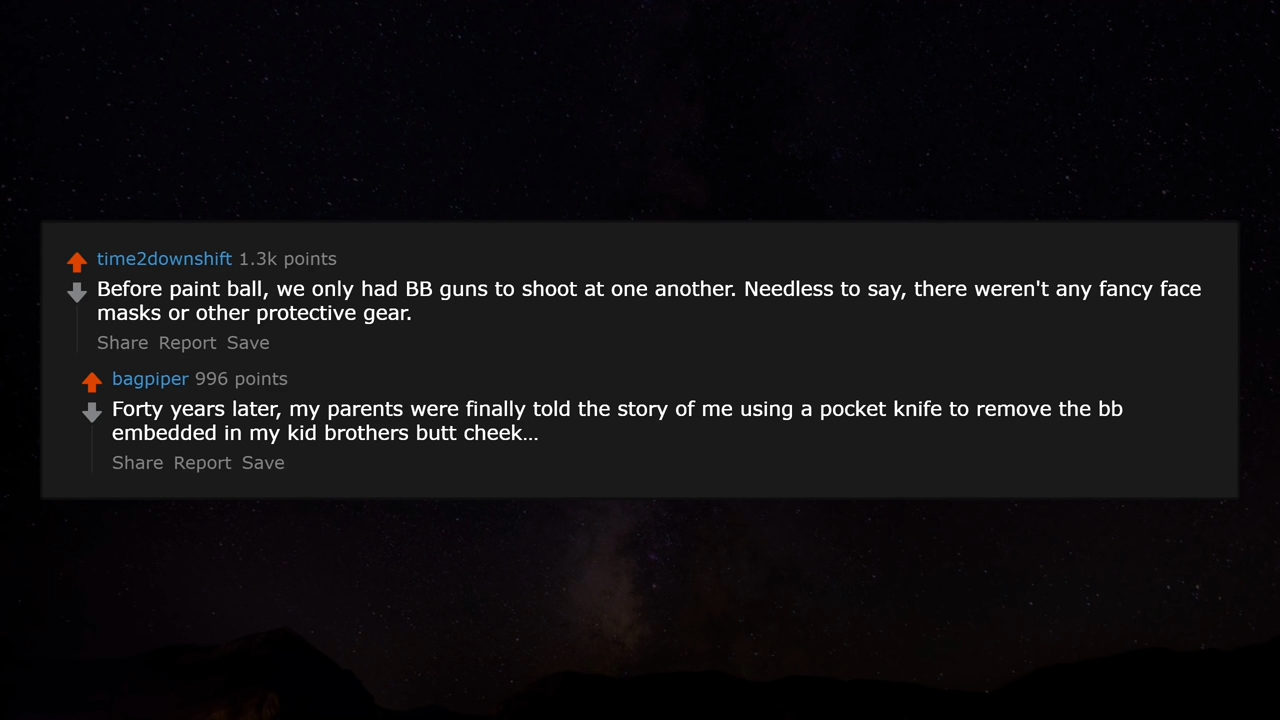 time2downshift 1.3k points
Before paint ball, we only had BB guns to shoot at one another. Needless to say, there weren't any fancy face
masks or other protective gear.
Share Report Save
bagpiper 996 points
Forty years later, my parents were finally told the story of me using a pocket knife to remove the bb
embedded in my kid brothers butt cheek...
Share Report Save